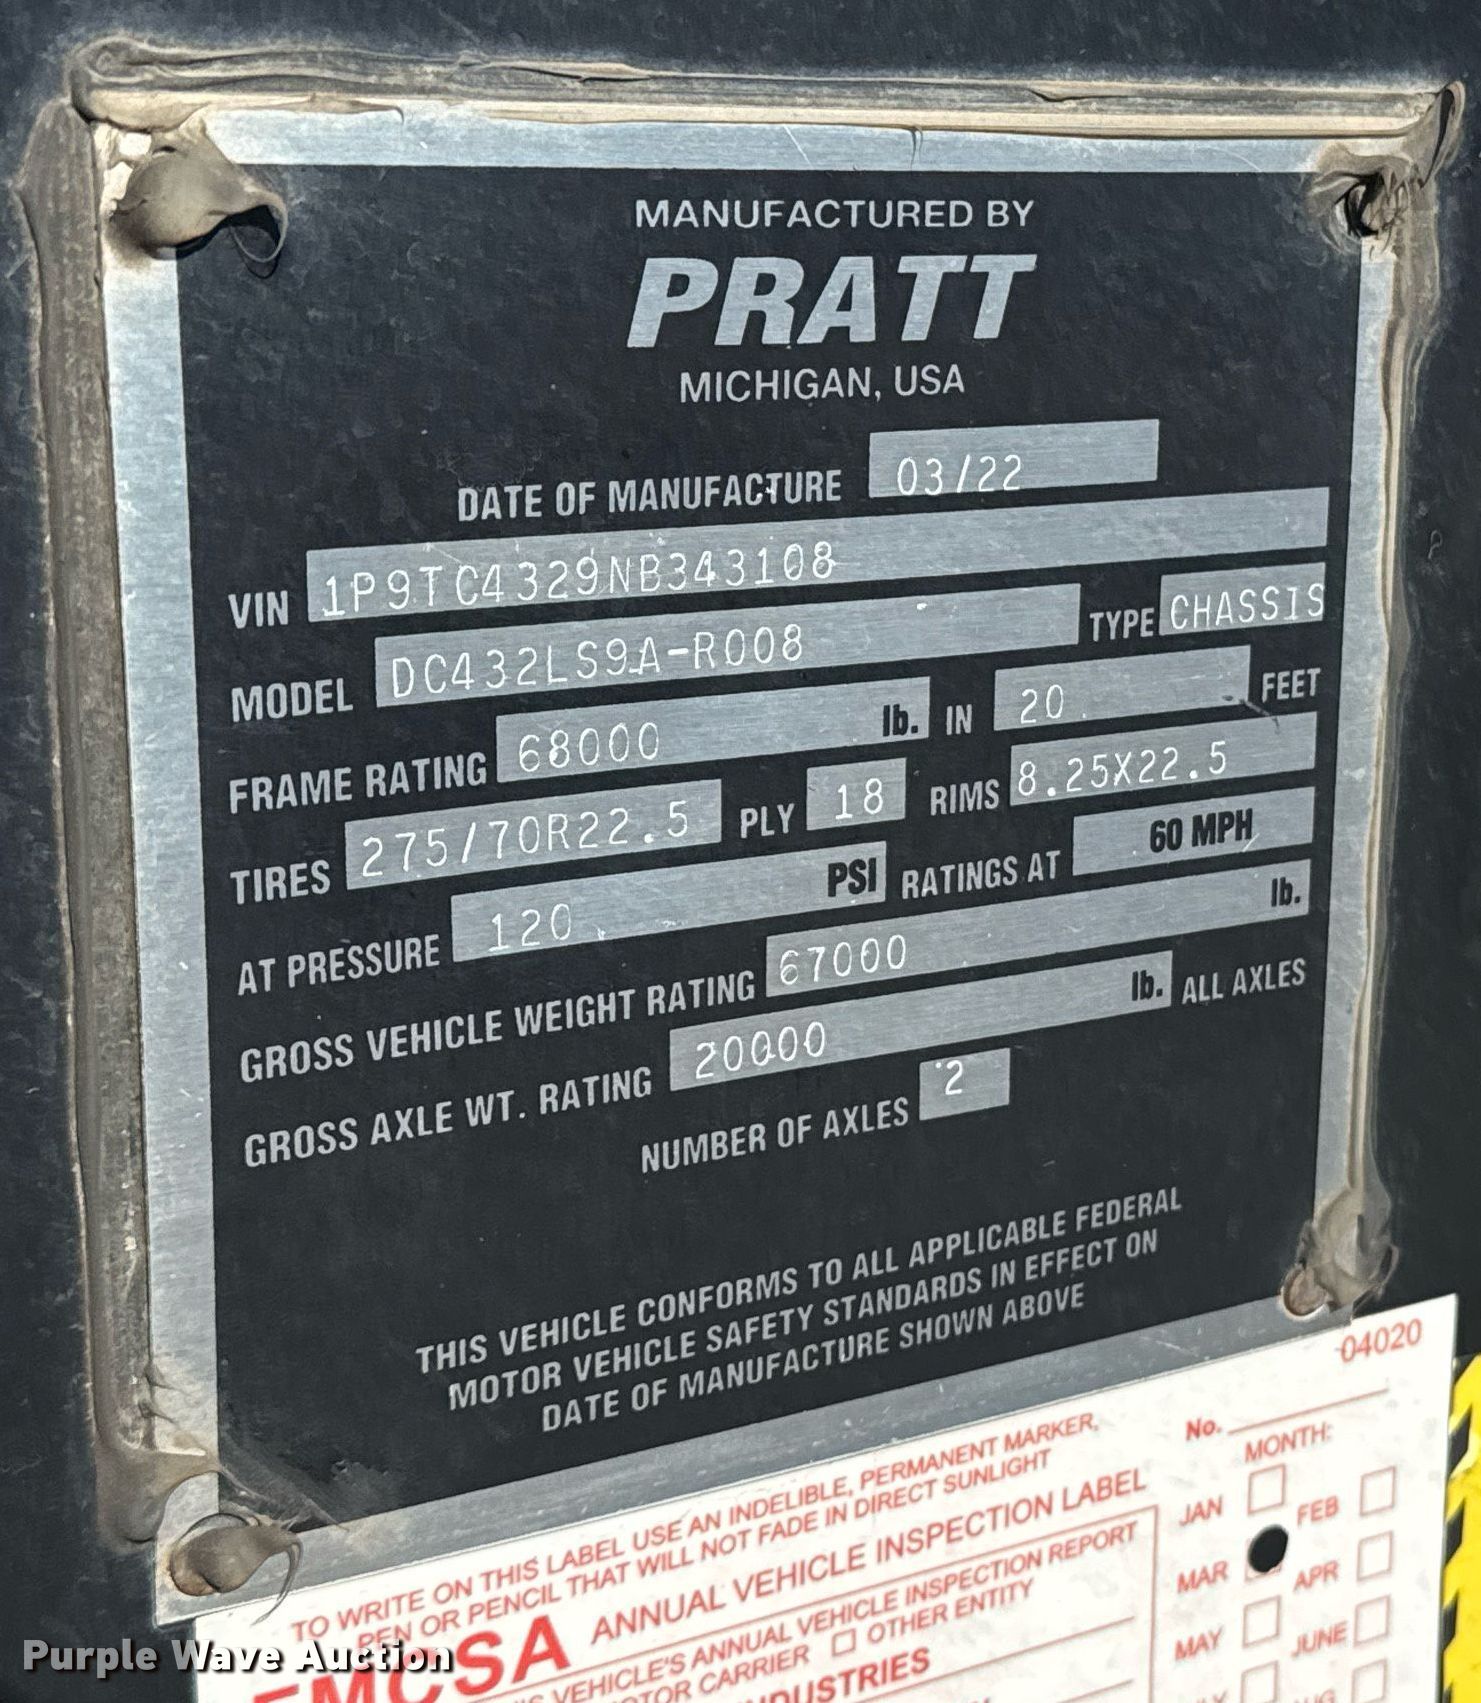 MANUFACTURED BY
PRATT
MICHIGAN, USA
DATE OF MANUFACTURE 03/22
VIN 1P9TC4329NB343108
MODEL DC432LS9A-R008 TYPE CHASSIS
FRAME RATING 68000 lb. IN 20 FEET
TIRES 275/70R22.5 PLY 18 RIMS 8.25X22.5
AT PRESSURE 120 PSI RATINGS AT 60 MPH
GROSS VEHICLE WEIGHT RATING 67000 lb.
GROSS AXLE WT. RATING 20000 lb. ALL AXLES
NUMBER OF AXLES 2
THIS VEHICLE CONFORMS TO ALL APPLICABLE FEDERAL
MOTOR VEHICLE SAFETY STANDARDS IN EFFECT ON
DATE OF MANUFACTURE SHOWN ABOVE
04020
No.
TO WRITE ON THIS LABEL USE AN INDELIBLE, PERMANENT MARKER,
PEN OR PENCIL THAT WILL NOT FADE IN DIRECT SUNLIGHT
FMCSA ANNUAL VEHICLE INSPECTION LABEL
VEHICLE'S ANNUAL VEHICLE INSPECTION REPORT
CARRIER OTHER ENTITY
MONTH:
JAN FEB
MAR APR
MAY JUNE
Purple Wave Auction